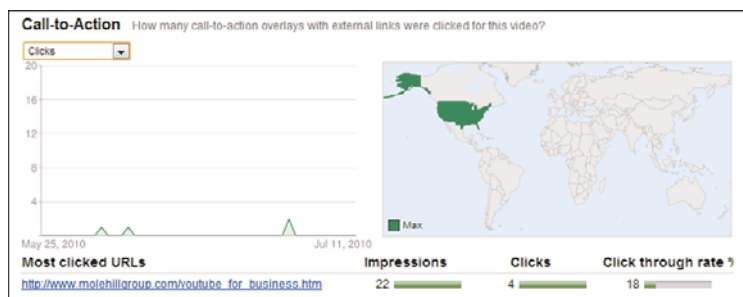 Call-to-Action How many call-to-action overlays with external links were clicked for this video?
Clicks
20
16
12
8
4
May 25, 2010 Jul 11, 2010
Max
Most clicked URLs Impressions Clicks Click through rate %
http://www.molehillgroup.com/youtube_for_business.htm 22 4 18